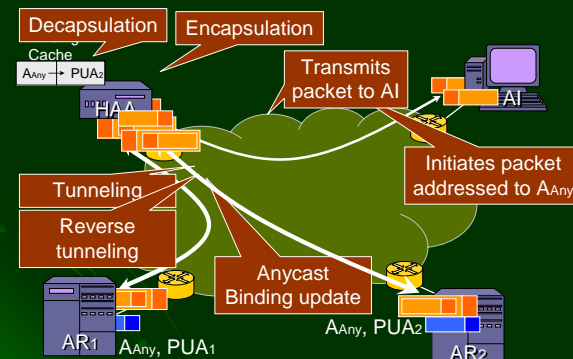 Decapsulation
Encapsulation
Cache
AAny
PUA2
HAA
Transmits
packet to AI
AI
Initiates packet
addressed to AAny
Tunneling
Reverse
tunneling
Anycast
Binding update
AR1
AAny, PUA1
AAny, PUA2
AR2